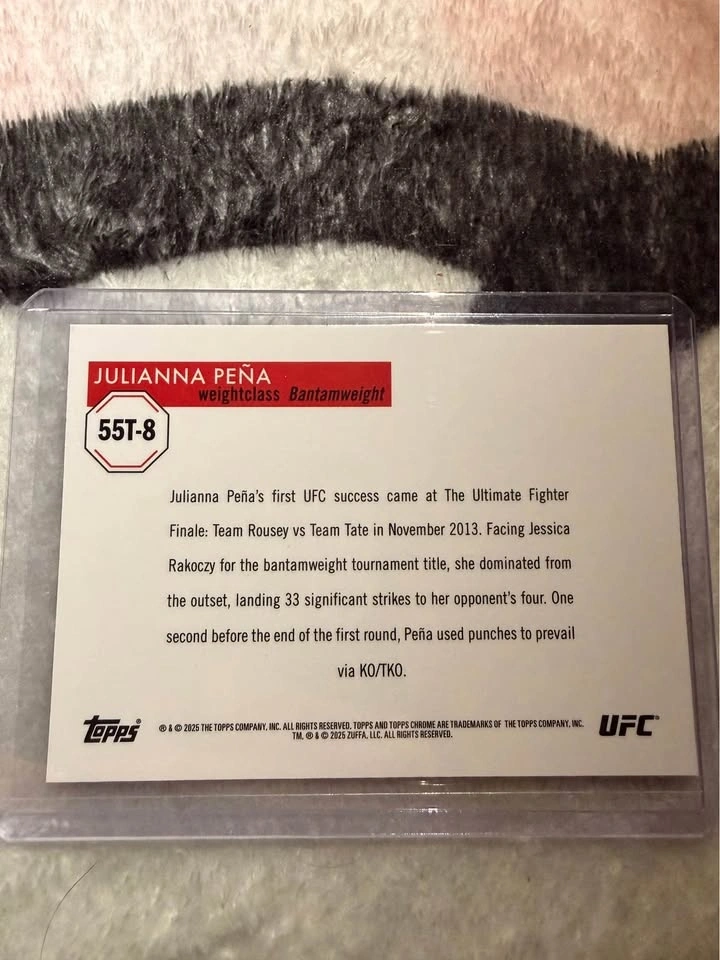 JULIANNA PEÑA
weightclass Bantamweight
55T-8
Julianna Peña's first UFC success came at The Ultimate Fighter
Finale: Team Rousey vs Team Tate in November 2013. Facing Jessica
Rakoczy for the bantamweight tournament title, she dominated from
the outset, landing 33 significant strikes to her opponent's four. One
second before the end of the first round, Peña used punches to prevail
via KO/TKO.
Topps®
® & © 2025 THE TOPPS COMPANY, INC. ALL RIGHTS RESERVED. TOPPS AND TOPPS CHROME ARE TRADEMARKS OF THE TOPPS COMPANY, INC.
TM, ® & © 2025 ZUFFA, LLC. ALL RIGHTS RESERVED.
UFC®